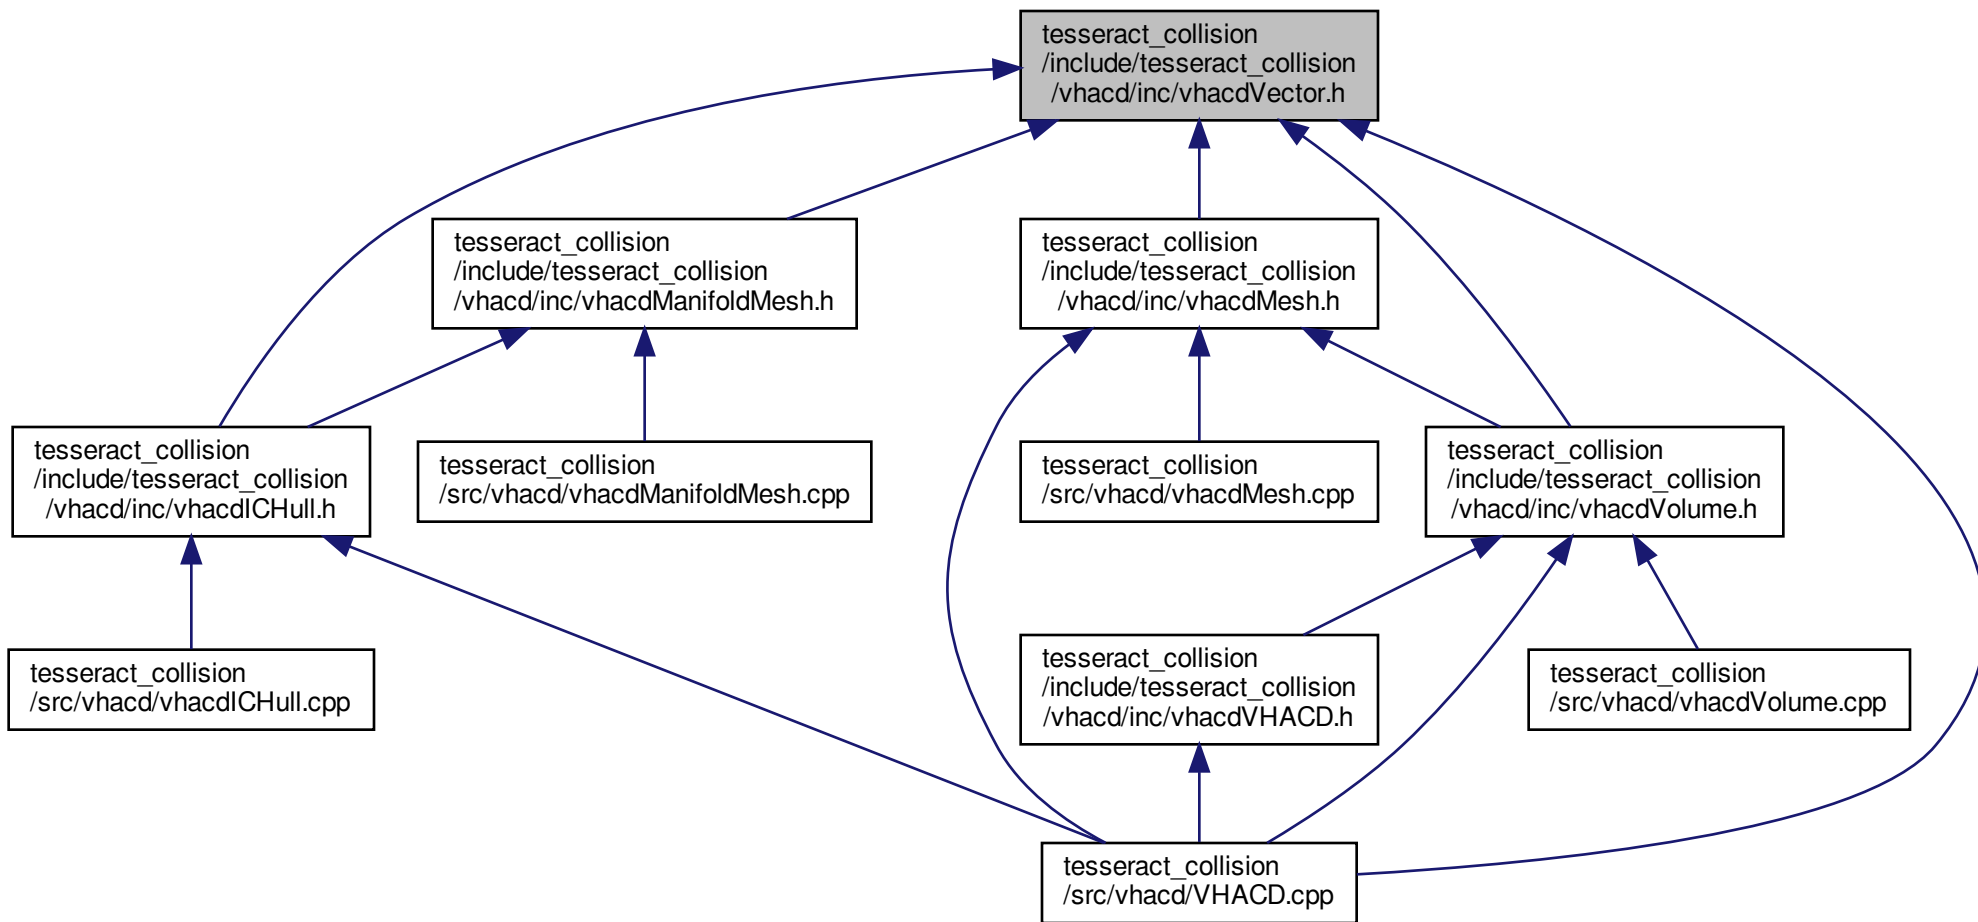 tesseract_collision
/include/tesseract_collision
/vhacd/inc/vhacdVector.h
tesseract_collision
/include/tesseract_collision
/vhacd/inc/vhacdManifoldMesh.h
tesseract_collision
/include/tesseract_collision
/vhacd/inc/vhacdMesh.h
tesseract_collision
/include/tesseract_collision
/vhacd/inc/vhacdICHull.h
tesseract_collision
/src/vhacd/vhacdManifoldMesh.cpp
tesseract_collision
/src/vhacd/vhacdMesh.cpp
tesseract_collision
/include/tesseract_collision
/vhacd/inc/vhacdVolume.h
tesseract_collision
/src/vhacd/vhacdICHull.cpp
tesseract_collision
/include/tesseract_collision
/vhacd/inc/vhacdVHACD.h
tesseract_collision
/src/vhacd/vhacdVolume.cpp
tesseract_collision
/src/vhacd/VHACD.cpp